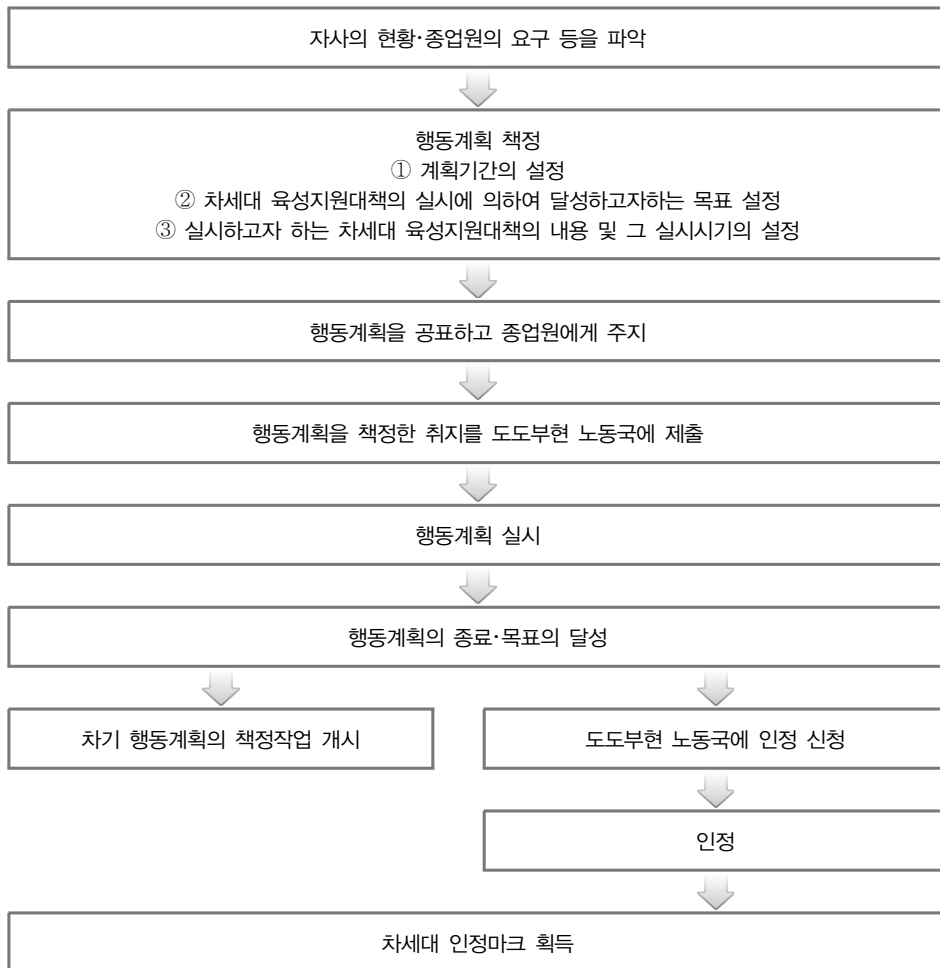 자사의 현황·종업원의 요구 등을 파악
행동계획 책정
① 계획기간의 설정
② 차세대 육성지원대책의 실시에 의하여 달성하고자하는 목표 설정
③ 실시하고자 하는 차세대 육성지원대책의 내용 및 그 실시시기의 설정
행동계획을 공표하고 종업원에게 주지
행동계획을 책정한 취지를 도도부현 노동국에 제출
행동계획 실시
행동계획의 종료·목표의 달성
차기 행동계획의 책정작업 개시
도도부현 노동국에 인정 신청
인정
차세대 인정마크 획득